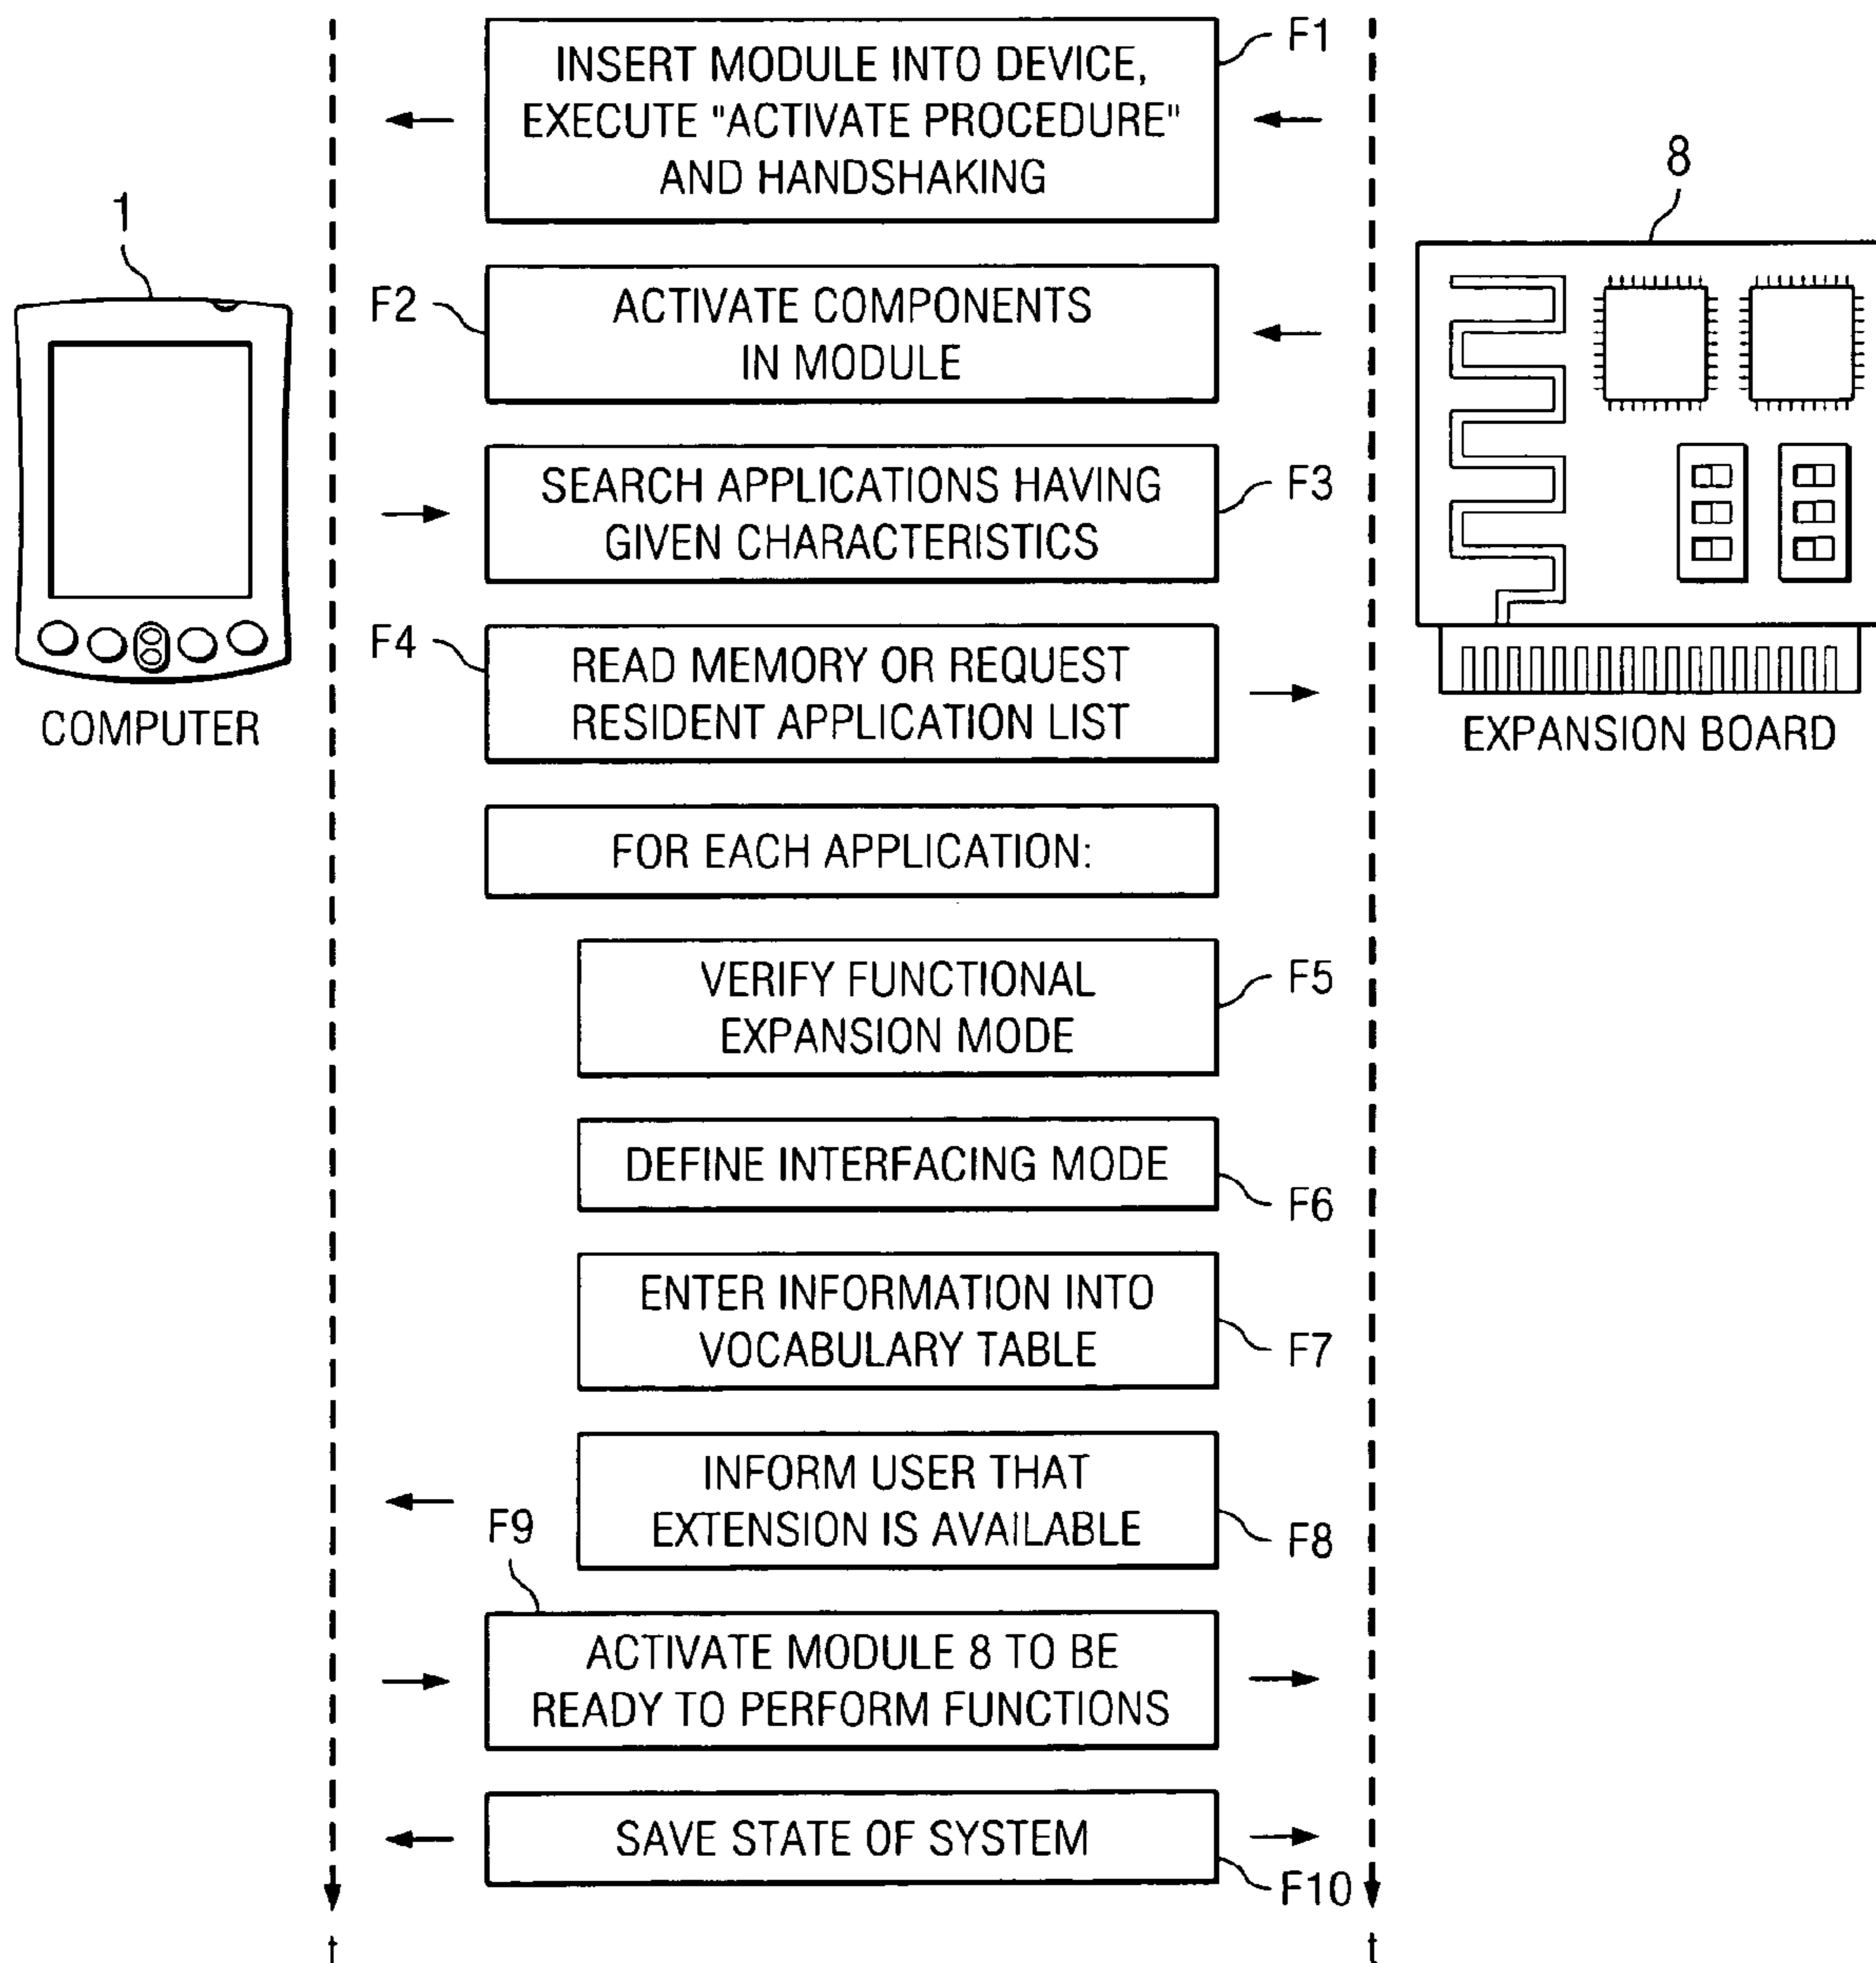 F1
INSERT MODULE INTO DEVICE,
EXECUTE "ACTIVATE PROCEDURE"
AND HANDSHAKING
1
8
F2
ACTIVATE COMPONENTS
IN MODULE
SEARCH APPLICATIONS HAVING
GIVEN CHARACTERISTICS
F3
F4
READ MEMORY OR REQUEST
RESIDENT APPLICATION LIST
COMPUTER
EXPANSION BOARD
FOR EACH APPLICATION:
VERIFY FUNCTIONAL
EXPANSION MODE
F5
DEFINE INTERFACING MODE
F6
ENTER INFORMATION INTO
VOCABULARY TABLE
F7
INFORM USER THAT
EXTENSION IS AVAILABLE
F8
F9
ACTIVATE MODULE 8 TO BE
READY TO PERFORM FUNCTIONS
SAVE STATE OF SYSTEM
F10
t
t